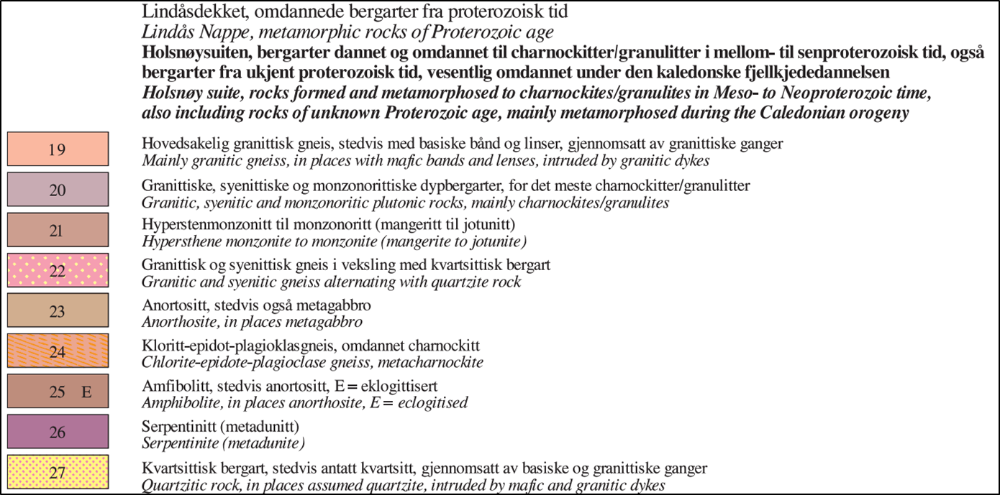 Lindåsdekket, omdannede bergarter fra proterozoisk tid
Lindås Nappe, metamorphic rocks of Proterozoic age
Holsnøysuiten, bergarter dannet og omdannet til charnockitter/granulitter i mellom- til senproterozoisk tid, også
bergarter fra ukjent proterozoisk tid, vesentlig omdannet under den kaledonske fjellkjededannelsen
Holsnøy suite, rocks formed and metamorphosed to charnockites/granulites in Meso- to Neoproterozoic time,
also including rocks of unknown Proterozoic age, mainly metamorphosed during the Caledonian orogeny
19
Hovedsakelig granittisk gneis, stedvis med basiske bånd og linser, gjennomsatt av granittiske ganger
Mainly granitic gneiss, in places with mafic bands and lenses, intruded by granitic dykes
20
Granittiske, syenittiske og monzonorittiske dypbergarter, for det meste charnockitter/granulitter
Granitic, syenitic and monzonoritic plutonic rocks, mainly charnockites/granulites
21
Hyperstenmonzonitt til monzonoritt (mangeritt til jotunitt)
Hypersthene monzonite to monzonite (mangerite to jotunite)
22
Granittisk og syenittisk gneis i veksling med kvartsittisk bergart
Granitic and syenitic gneiss alternating with quartzite rock
23
Anortositt, stedvis også metagabbro
Anorthosite, in places metagabbro
24
Kloritt-epidot-plagioklasgneis, omdannet charnockitt
Chlorite-epidote-plagioclase gneiss, metacharnockite
25 E
Amfibolitt, stedvis anortositt, E = eklogittisert
Amphibolite, in places anorthosite, E = eclogitised
26
Serpentinitt (metadunitt)
Serpentinite (metadunite)
27
Kvartsittisk bergart, stedvis antatt kvartsitt, gjennomsatt av basiske og granittiske ganger
Quartzitic rock, in places assumed quartzite, intruded by mafic and granitic dykes